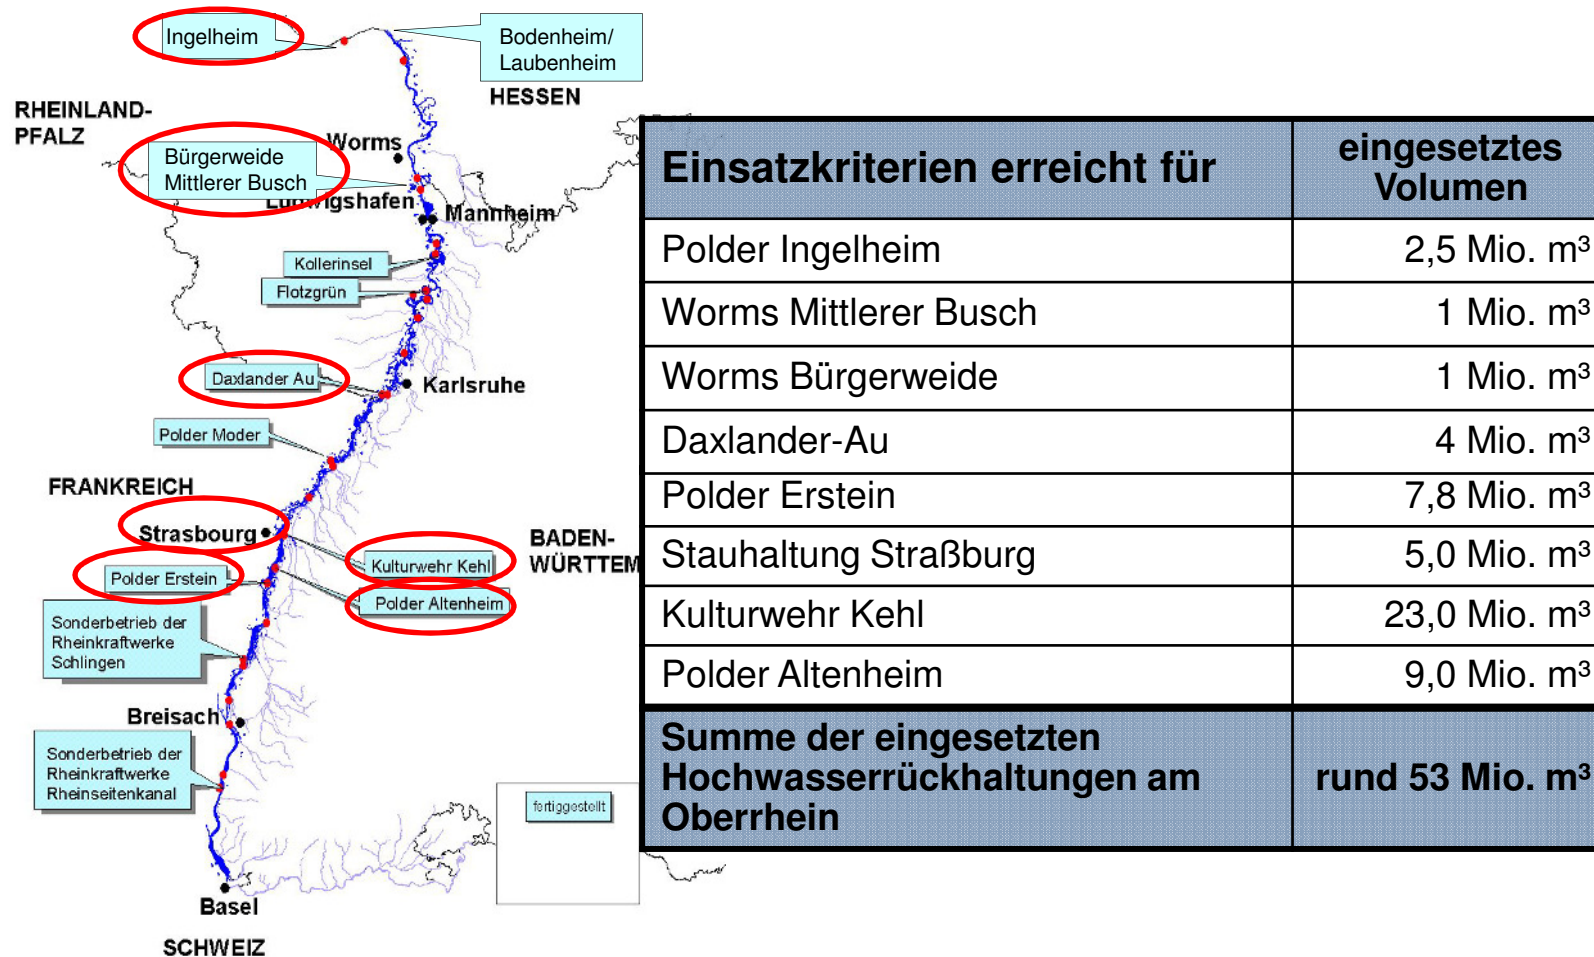 Ingelheim
Bodenheim/
Laubenheim
HESSEN
RHEINLAND-
PFALZ
Worms
Bürgerweide
Mittlerer Busch
Ludwigshafen
Mannheim
Kollerinsel
Flotzgrün
Daxlander Au
Karlsruhe
Polder Moder
FRANKREICH
Strasbourg
BADEN-
WÜRTTEM
Kulturwehr Kehl
Polder Erstein
Polder Altenheim
Sonderbetrieb der
Rheinkraftwerke
Schlingen
Breisach
Sonderbetrieb der
Rheinkraftwerke
Rheinseitenkanal
fertiggestellt
Basel
SCHWEIZ
Einsatzkriterien erreicht für
eingesetztes
Volumen
Polder Ingelheim 2,5 Mio. m³
Worms Mittlerer Busch 1 Mio. m³
Worms Bürgerweide 1 Mio. m³
Daxlander-Au 4 Mio. m³
Polder Erstein 7,8 Mio. m³
Stauhaltung Straßburg 5,0 Mio. m³
Kulturwehr Kehl 23,0 Mio. m³
Polder Altenheim 9,0 Mio. m³
Summe der eingesetzten
Hochwasserrückhaltungen am
Oberrhein
rund 53 Mio. m³